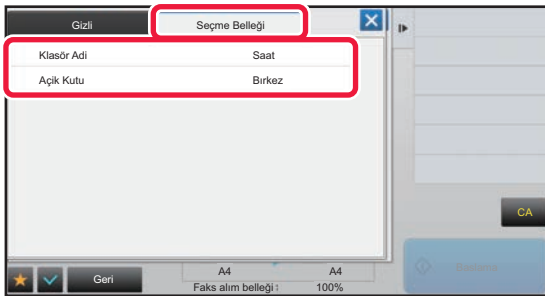 Gizli Seçme Belleği
Klasör Adi Saat
Açik Kutu Bırkez
CA
A4 A4
Geri
Faks alım belleği: 100%